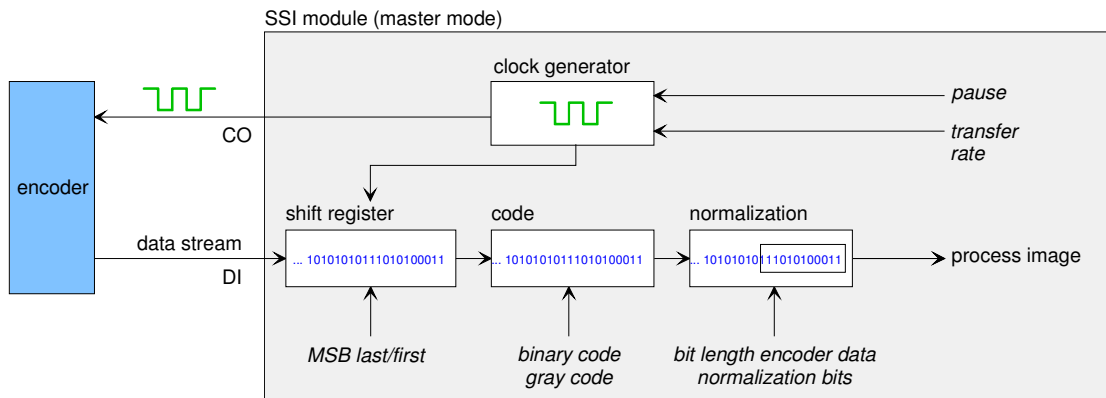 SSI module (master mode)
clock generator
pause
CO
transfer
rate
encoder
shift register
code
normalization
data stream
... 10101010111010100011
... 10101010111010100011
... 10101010111010100011
process image
DI
MSB last/first
binary code
gray code
bit length encoder data
normalization bits